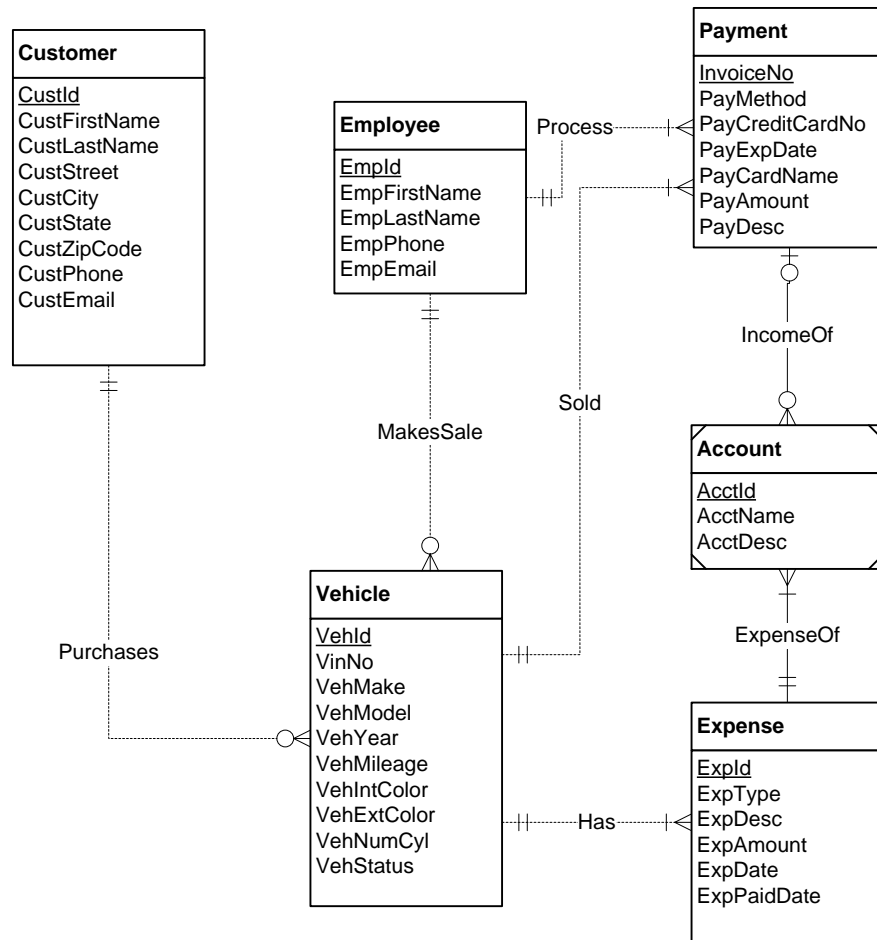 Customer
CustId
CustFirstName
CustLastName
CustStreet
CustCity
CustState
CustZipCode
CustPhone
CustEmail
Employee
EmpId
EmpFirstName
EmpLastName
EmpPhone
EmpEmail
Process
Payment
InvoiceNo
PayMethod
PayCreditCardNo
PayExpDate
PayCardName
PayAmount
PayDesc
IncomeOf
Sold
MakesSale
Account
AcctId
AcctName
AcctDesc
Purchases
Vehicle
VehId
VinNo
VehMake
VehModel
VehYear
VehMileage
VehIntColor
VehExtColor
VehNumCyl
VehStatus
ExpenseOf
Has
Expense
ExpId
ExpType
ExpDesc
ExpAmount
ExpDate
ExpPaidDate